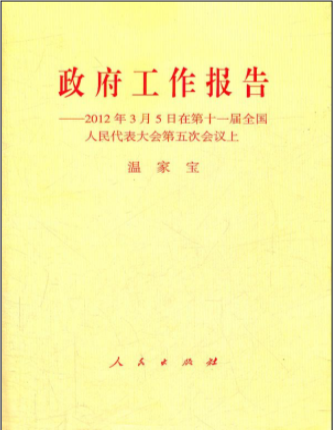 政府工作报告
——2012年3月5日在第十一届全国
人民代表大会第五次会议上
温家宝
人民出版社